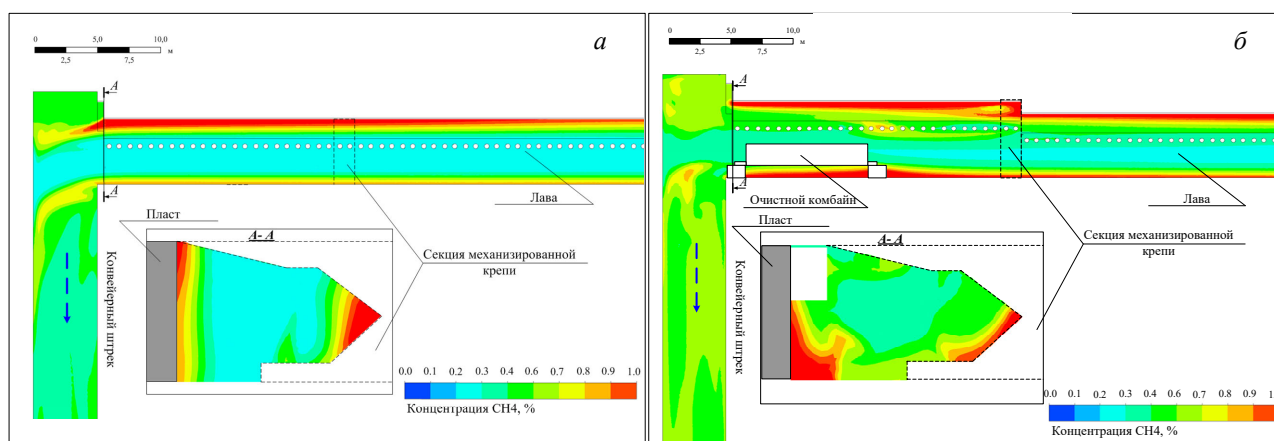 0 5,0 10,0
2,5 7,5 м
а
А
А
Лава
Пласт
А- А
Секция механизированной
крепи
Конвейерный штрек
0.0 0.1 0.2 0.3 0.4 0.5 0.6 0.7 0.8 0.9 1.0
Концентрация CH4, %
0 5,0 10,0
2,5 7,5 м
б
А
А
Очистной комбайн
Лава
Пласт
А- А
Секция механизированной
крепи
Конвейерный штрек
0.0 0.1 0.2 0.3 0.4 0.5 0.6 0.7 0.8 0.9
Концентрация CH4, %